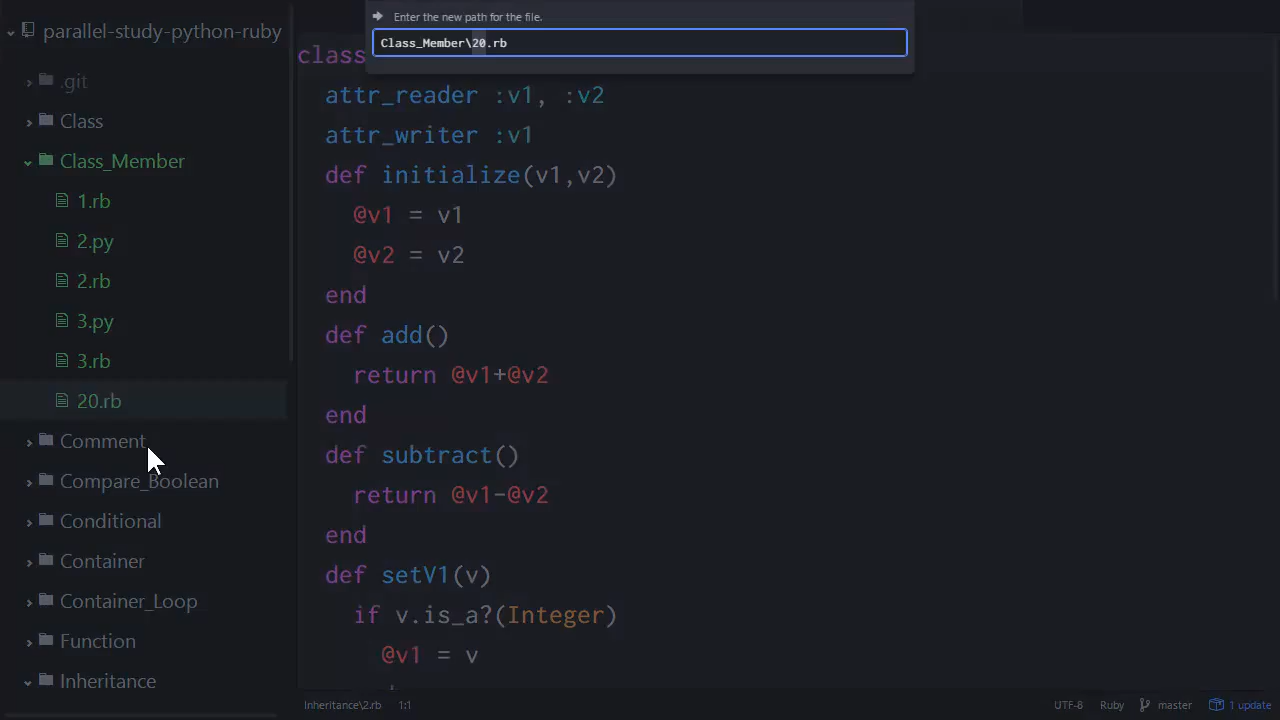 parallel-study-python-ruby
.git
Class
Class_Member
1.rb
2.py
2.rb
3.py
3.rb
20.rb
Comment
Compare_Boolean
Conditional
Container
Container_Loop
Function
Inheritance
Enter the new path for the file.
Class_Member\20.rb
class
attr_reader :v1, :v2
attr_writer :v1
def initialize(v1,v2)
@v1 = v1
@v2 = v2
end
def add()
return @v1+@v2
end
def subtract()
return @v1-@v2
end
def setV1(v)
if v.is_a?(Integer)
@v1 = v
Inheritance\2.rb 1:1
UTF-8 Ruby master 1 update